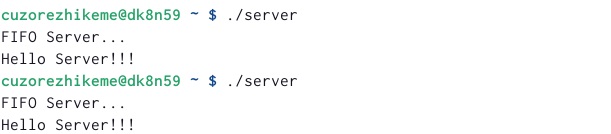 cuzorezhikeme@dk8n59 ~ $ ./server
FIFO Server...
Hello Server!!!
cuzorezhikeme@dk8n59 ~ $ ./server
FIFO Server...
Hello Server!!!